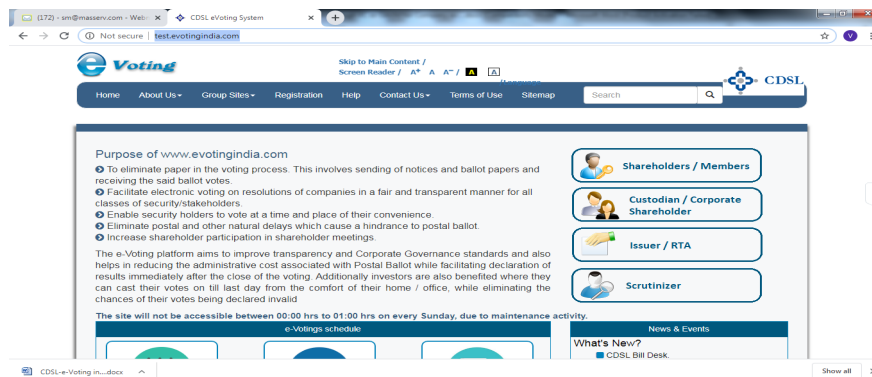 (172) - sm@masserv.com - Web
CDSL eVoting System
Not secure | test.evotingindia.com
V
eVoting
Skip to Main Content /
Screen Reader / A+ A A- / A A
/Language
CDSL
Home About Us Group Sites Registration Help Contact Us Terms of Use Sitemap Search
Purpose of www.evotingindia.com
To eliminate paper in the voting process. This involves sending of notices and ballot papers and
receiving the said ballot votes.
Facilitate electronic voting on resolutions of companies in a fair and transparent manner for all
classes of security/stakeholders.
Enable security holders to vote at a time and place of their convenience.
Eliminate postal and other natural delays which cause a hindrance to postal ballot.
Increase shareholder participation in shareholder meetings.
The e-Voting platform aims to improve transparency and Corporate Governance standards and also
helps in reducing the administrative cost associated with Postal Ballot while facilitating declaration of
results immediately after the close of the voting. Additionally investors are also benefited where they
can cast their votes on till last day from the comfort of their home / office, while eliminating the
chances of their votes being declared invalid
Shareholders / Members
Custodian / Corporate
Shareholder
Issuer / RTA
Scrutinizer
The site will not be accessible between 00:00 hrs to 01:00 hrs on every Sunday, due to maintenance activity.
e-Votings schedule
News & Events
What's New?
CDSL Bill Desk.
CDSL-e-Voting in....docx
Show all